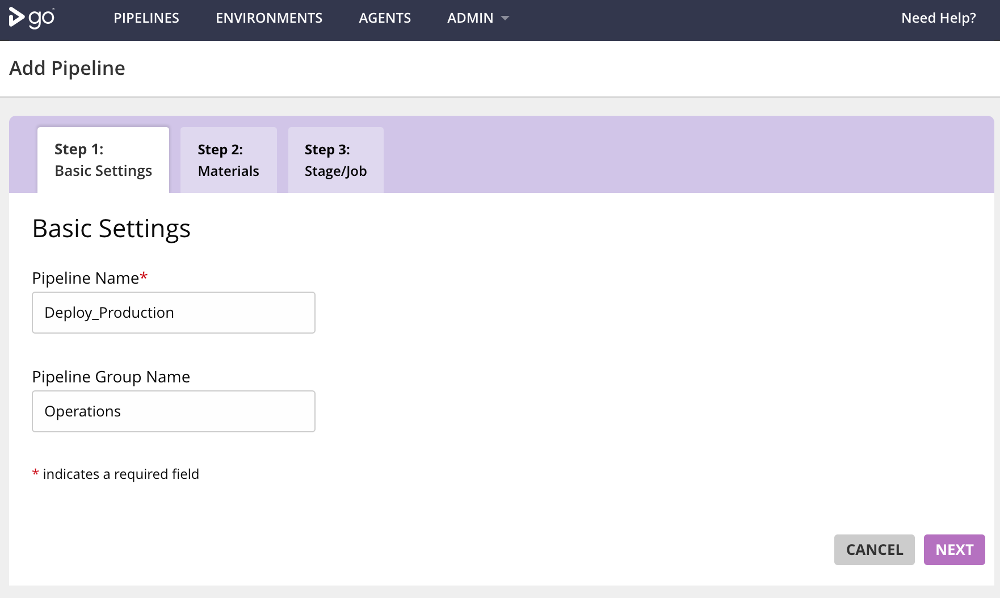 go
PIPELINES ENVIRONMENTS AGENTS ADMIN Need Help?
Add Pipeline
Step 1:
Basic Settings
Step 2:
Materials
Step 3:
Stage/Job
Basic Settings
Pipeline Name*
Deploy_Production
Pipeline Group Name
Operations
* indicates a required field
CANCEL NEXT